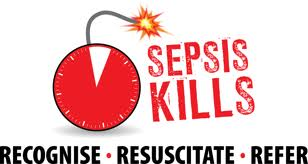 SEPSIS
KILLS
RECOGNISE • RESUSCITATE • REFER